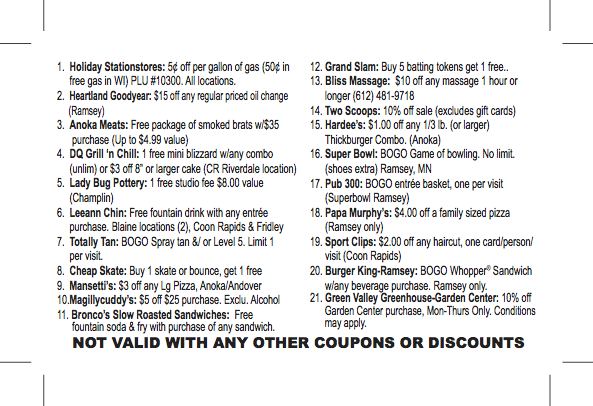 1. Holiday Stationstores: 5¢ off per gallon of gas (50¢ in
free gas in WI) PLU #10300. All locations.
2. Heartland Goodyear: $15 off any regular priced oil change
(Ramsey)
3. Anoka Meats: Free package of smoked brats w/$35
purchase (Up to $4.99 value)
4. DQ Grill ‘n Chill: 1 free mini blizzard w/any combo
(unlim) or $3 off 8” or larger cake (CR Riverdale location)
5. Lady Bug Pottery: 1 free studio fee $8.00 value
(Champlin)
6. Leeann Chin: Free fountain drink with any entrée
purchase. Blaine locations (2), Coon Rapids & Fridley
7. Totally Tan: BOGO Spray tan &/ or Level 5. Limit 1
per visit.
8. Cheap Skate: Buy 1 skate or bounce, get 1 free
9. Mansetti’s: $3 off any Lg Pizza, Anoka/Andover
10.Magillycuddy’s: $5 off $25 purchase. Exclu. Alcohol
11. Bronco’s Slow Roasted Sandwiches: Free
fountain soda & fry with purchase of any sandwich.
12. Grand Slam: Buy 5 batting tokens get 1 free..
13. Bliss Massage: $10 off any massage 1 hour or
longer (612) 481-9718
14. Two Scoops: 10% off sale (excludes gift cards)
15. Hardee’s: $1.00 off any 1/3 lb. (or larger)
Thickburger Combo. (Anoka)
16. Super Bowl: BOGO Game of bowling. No limit.
(shoes extra) Ramsey, MN
17. Pub 300: BOGO entrée basket, one per visit
(Superbowl Ramsey)
18. Papa Murphy’s: $4.00 off a family sized pizza
(Ramsey only)
19. Sport Clips: $2.00 off any haircut, one card/person/
visit (Coon Rapids)
20. Burger King-Ramsey: BOGO Whopper® Sandwich
w/any beverage purchase. Ramsey only.
21. Green Valley Greenhouse-Garden Center: 10% off
Garden Center purchase, Mon-Thurs Only. Conditions
may apply.
NOT VALID WITH ANY OTHER COUPONS OR DISCOUNTS